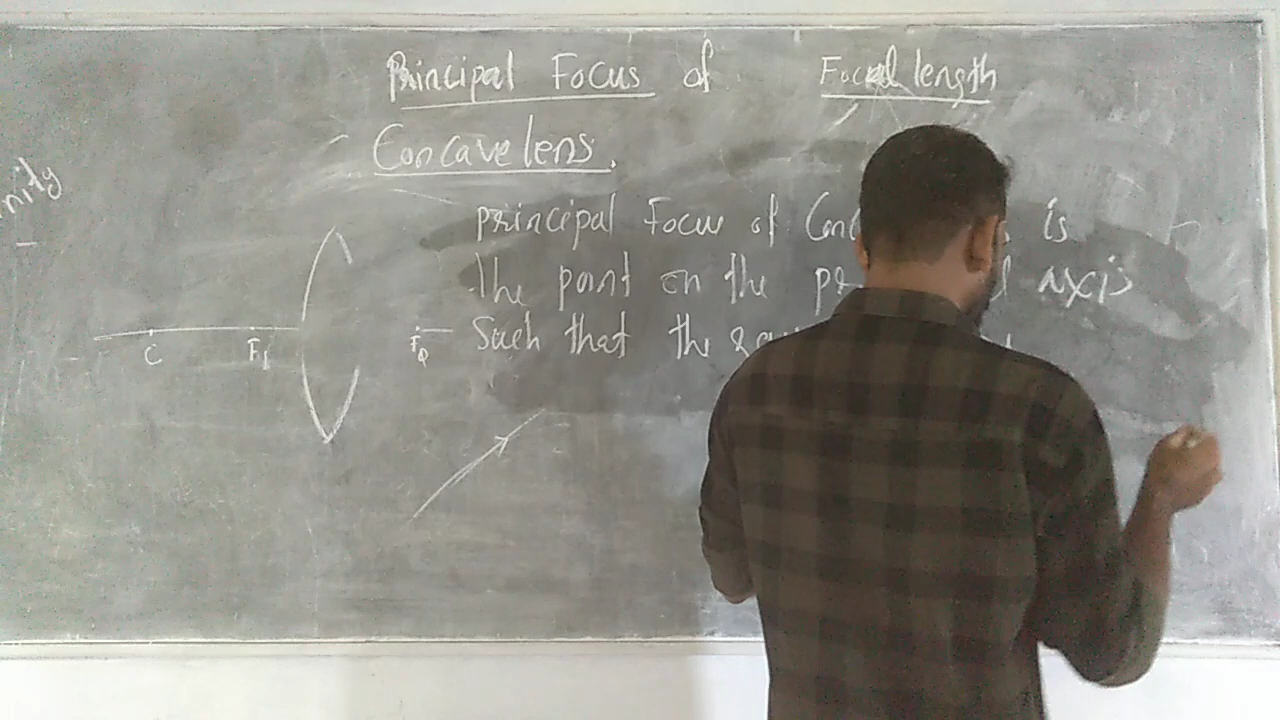 Principal Focus of Focal length
Concave lens.
principal Focus of is
the point on the axis
Such that the
C F1 F2